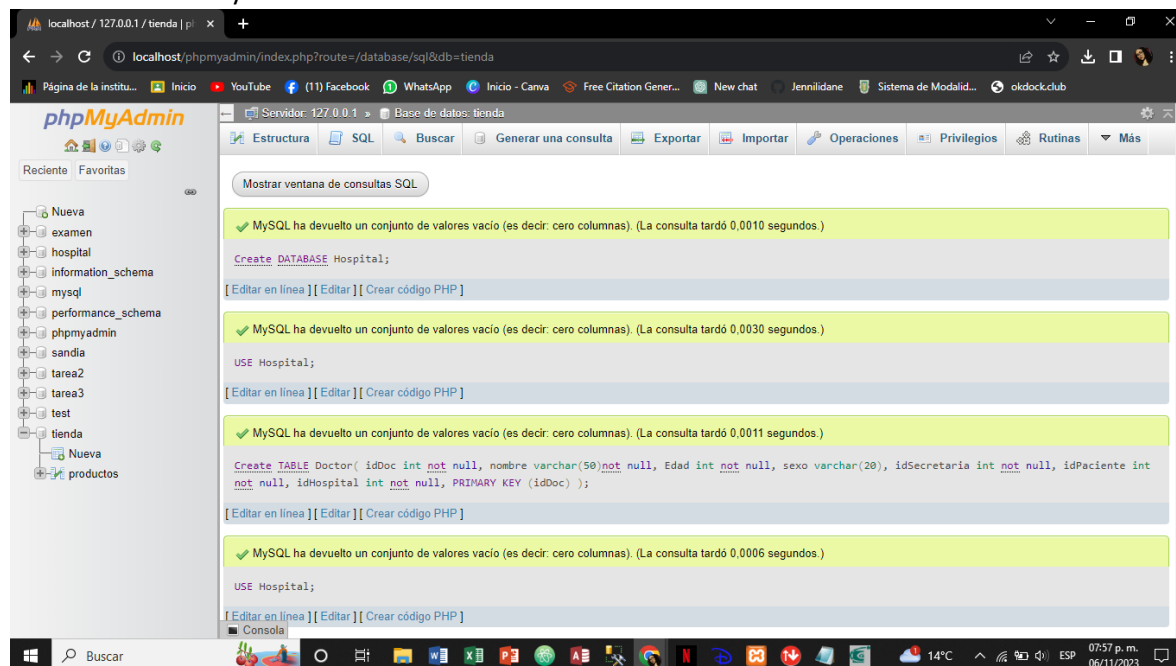 localhost / 127.0.0.1 / tienda | p
localhost/phpmyadmin/index.php?route=/database/sql&db=tienda
Página de la institu... Inicio YouTube (11) Facebook WhatsApp Inicio - Canva Free Citation Gener... New chat Jennilidane Sistema de Modalid... okdock.club
phpMyAdmin
Reciente Favoritas
Nueva
examen
hospital
information_schema
mysql
performance_schema
phpmyadmin
sandia
tarea2
tarea3
test
tienda
Nueva
productos
Servidor: 127.0.0.1 » Base de datos: tienda
Estructura SQL Buscar Generar una consulta Exportar Importar Operaciones Privilegios Rutinas Más
Mostrar ventana de consultas SQL
MySQL ha devuelto un conjunto de valores vacío (es decir: cero columnas). (La consulta tardó 0,0010 segundos.)
Create DATABASE Hospital;
[ Editar en línea ] [ Editar ] [ Crear código PHP ]
MySQL ha devuelto un conjunto de valores vacío (es decir: cero columnas). (La consulta tardó 0,0030 segundos.)
USE Hospital;
[ Editar en línea ] [ Editar ] [ Crear código PHP ]
MySQL ha devuelto un conjunto de valores vacío (es decir: cero columnas). (La consulta tardó 0,0011 segundos.)
Create TABLE Doctor( idDoc int not null, nombre varchar(50)not null, Edad int not null, sexo varchar(20), idSecretaria int not null, idPaciente int
not null, idHospital int not null, PRIMARY KEY (idDoc) );
[ Editar en línea ] [ Editar ] [ Crear código PHP ]
MySQL ha devuelto un conjunto de valores vacío (es decir: cero columnas). (La consulta tardó 0,0006 segundos.)
USE Hospital;
[ Editar en línea ] [ Editar ] [ Crear código PHP ]
Consola
Buscar
14°C ESP 07:57 p. m.
06/11/2023